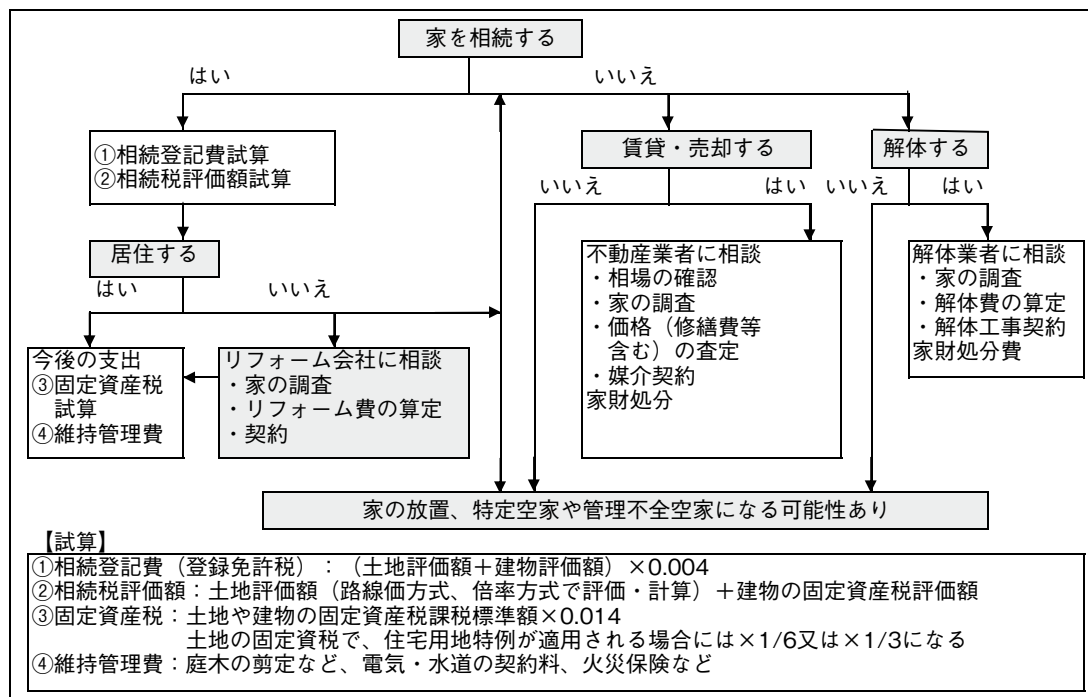 家を相続する
はい
いいえ
①相続登記費試算
②相続税評価額試算
賃貸・売却する
解体する
いいえ
はい
いいえ
はい
居住する
はい
いいえ
不動産業者に相談
・相場の確認
・家の調査
・価格（修繕費等
含む）の査定
・媒介契約
家財処分
解体業者に相談
・家の調査
・解体費の算定
・解体工事契約
家財処分費
今後の支出
③固定資産税
試算
④維持管理費
リフォーム会社に相談
・家の調査
・リフォーム費の算定
・契約
家の放置、特定空家や管理不全空家になる可能性あり
【試算】
①相続登記費（登録免許税）：（土地評価額＋建物評価額）×0.004
②相続税評価額：土地評価額（路線価方式、倍率方式で評価・計算）＋建物の固定資産税評価額
③固定資産税：土地や建物の固定資産税課税標準額×0.014
土地の固定資税で、住宅用地特例が適用される場合には×1/6又は×1/3になる
④維持管理費：庭木の剪定など、電気・水道の契約料、火災保険など